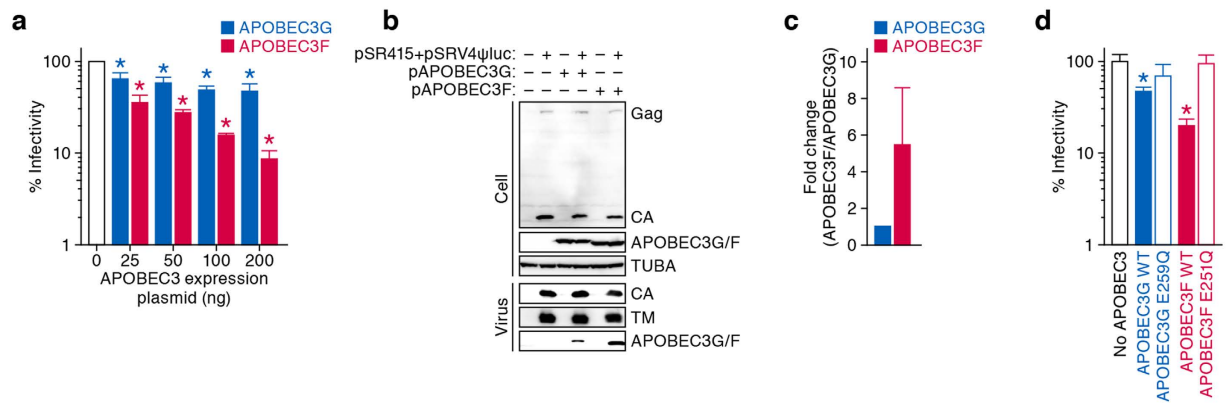 a
APOBEC3G
APOBEC3F
100
10
1
% Infectivity
* * * *
* * * *
0 25 50 100 200
APOBEC3 expression
plasmid (ng)
b
pSR415+pSRV4ψluc: – + – + – +
pAPOBEC3G: – – + + – –
pAPOBEC3F: – – – – + +
Cell
Gag
CA
APOBEC3G/F
TUBA
Virus
CA
TM
APOBEC3G/F
c
APOBEC3G
APOBEC3F
Fold change
(APOBEC3F/APOBEC3G)
10
8
6
4
2
0
d
% Infectivity
100
10
1
*
*
No APOBEC3
APOBEC3G WT
APOBEC3G E259Q
APOBEC3F WT
APOBEC3F E251Q